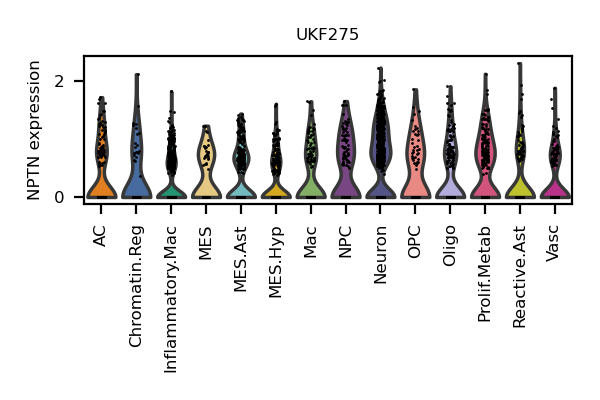 UKF275
NPTN expression
2
0
AC
Chromatin.Reg
Inflammatory.Mac
MES
MES.Ast
MES.Hyp
Mac
NPC
Neuron
OPC
Oligo
Prolif.Metab
Reactive.Ast
Vasc